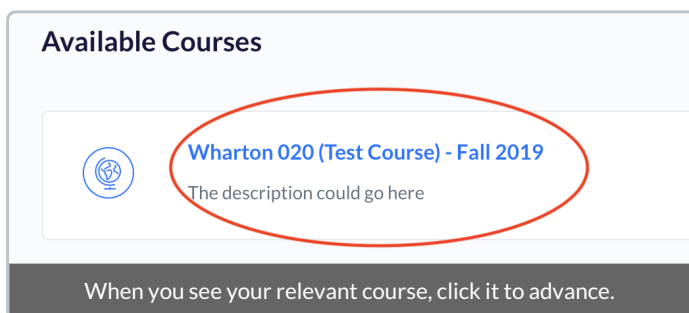 Available Courses
Wharton 020 (Test Course) - Fall 2019
The description could go here
When you see your relevant course, click it to advance.